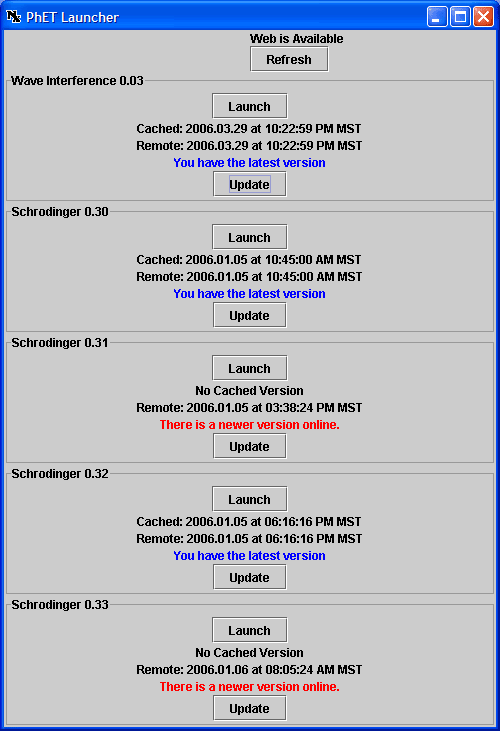 PhET Launcher
Web is Available
Refresh
Wave Interference 0.03
Launch
Cached: 2006.03.29 at 10:22:59 PM MST
Remote: 2006.03.29 at 10:22:59 PM MST
You have the latest version
Update
Schrodinger 0.30
Launch
Cached: 2006.01.05 at 10:45:00 AM MST
Remote: 2006.01.05 at 10:45:00 AM MST
You have the latest version
Update
Schrodinger 0.31
Launch
No Cached Version
Remote: 2006.01.05 at 03:38:24 PM MST
There is a newer version online.
Update
Schrodinger 0.32
Launch
Cached: 2006.01.05 at 06:16:16 PM MST
Remote: 2006.01.05 at 06:16:16 PM MST
You have the latest version
Update
Schrodinger 0.33
Launch
No Cached Version
Remote: 2006.01.06 at 08:05:24 AM MST
There is a newer version online.
Update